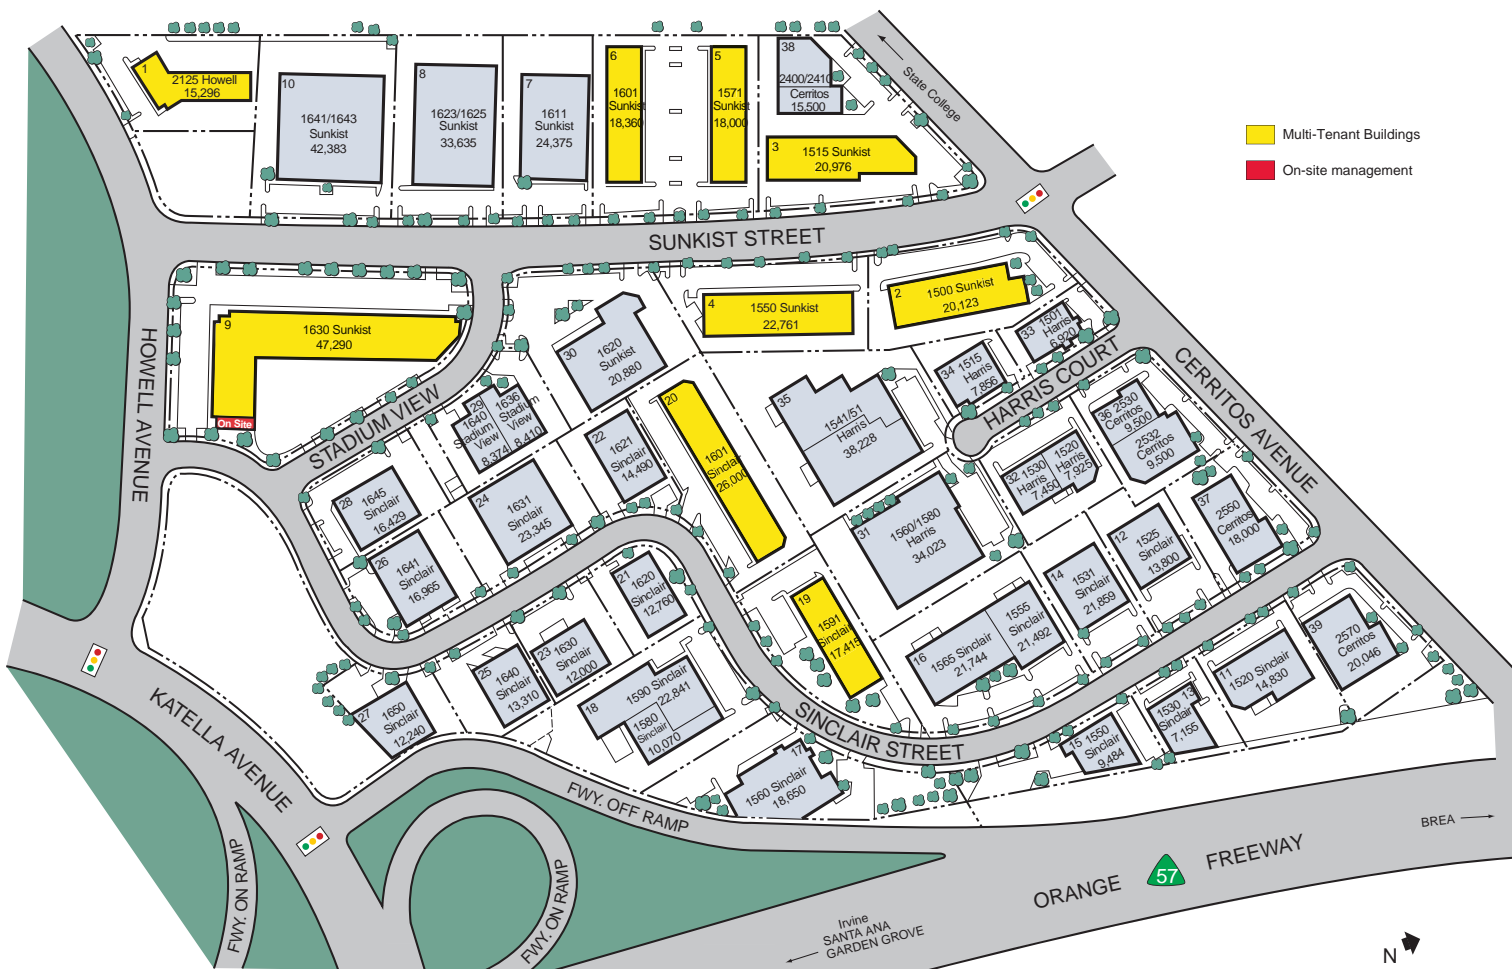 1
2125 Howell
15,296
10
1641/1643
Sunkist
42,383
8
1623/1625
Sunkist
33,635
7
1611
Sunkist
24,375
6
1601
Sunkist
18,360
5
1571
Sunkist
18,000
38
2400/2410
Cerritos
15,500
3
1515 Sunkist
20,976
State College
Multi-Tenant Buildings
On-site management
SUNKIST STREET
9
1630 Sunkist
47,290
On Site
HOWELL AVENUE
STADIUM VIEW
30
1620
Sunkist
20,880
4
1550 Sunkist
22,761
2
1500 Sunkist
20,123
33
1501
Harris
6,920
34
1515
Harris
7,856
HARRIS COURT
CERRITOS AVENUE
29
1640
Stadium
View
8,374
1636
Stadium
View
8,410
22
1621
Sinclair
14,490
20
1601
Sinclair
26,000
35
1541/51
Harris
38,228
36
2530
Cerritos
9,500
2532
Cerritos
9,500
32
1530
Harris
7,450
1520
Harris
7,925
28
1645
Sinclair
16,429
24
1631
Sinclair
23,345
26
1641
Sinclair
16,965
31
1560/1580
Harris
34,023
37
2550
Cerritos
18,000
12
1525
Sinclair
13,800
14
1531
Sinclair
21,859
21
1620
Sinclair
12,760
19
1591
Sinclair
17,415
16
1565 Sinclair
21,744
1555
Sinclair
21,492
39
2570
Cerritos
20,046
11
1520 Sinclair
14,830
13
1530
Sinclair
7,155
15
1550
Sinclair
9,484
23
1630
Sinclair
12,000
25
1640
Sinclair
13,310
27
1650
Sinclair
12,240
18
1590 Sinclair
22,841
1580
Sinclair
10,070
17
1560 Sinclair
18,650
SINCLAIR STREET
KATELLA AVENUE
FWY. OFF RAMP
FWY. ON RAMP
FWY. ON RAMP
ORANGE
57
FREEWAY
BREA
Irvine
SANTA ANA
GARDEN GROVE
N